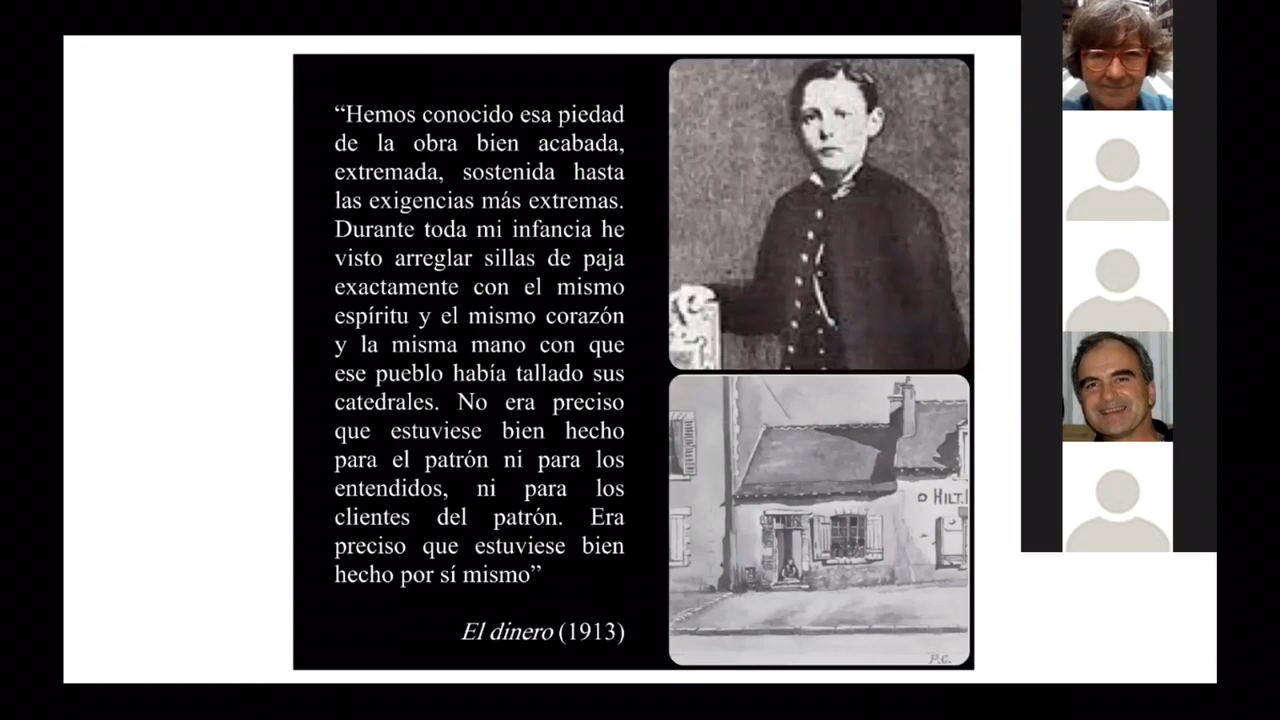 “Hemos conocido esa piedad
de la obra bien acabada,
extremada, sostenida hasta
las exigencias más extremas.
Durante toda mi infancia he
visto arreglar sillas de paja
exactamente con el mismo
espíritu y el mismo corazón
y la misma mano con que
ese pueblo había tallado sus
catedrales. No era preciso
que estuviese bien hecho
para el patrón ni para los
entendidos, ni para los
clientes del patrón. Era
preciso que estuviese bien
hecho por sí mismo”
El dinero (1913)
D HILT.
P.C.